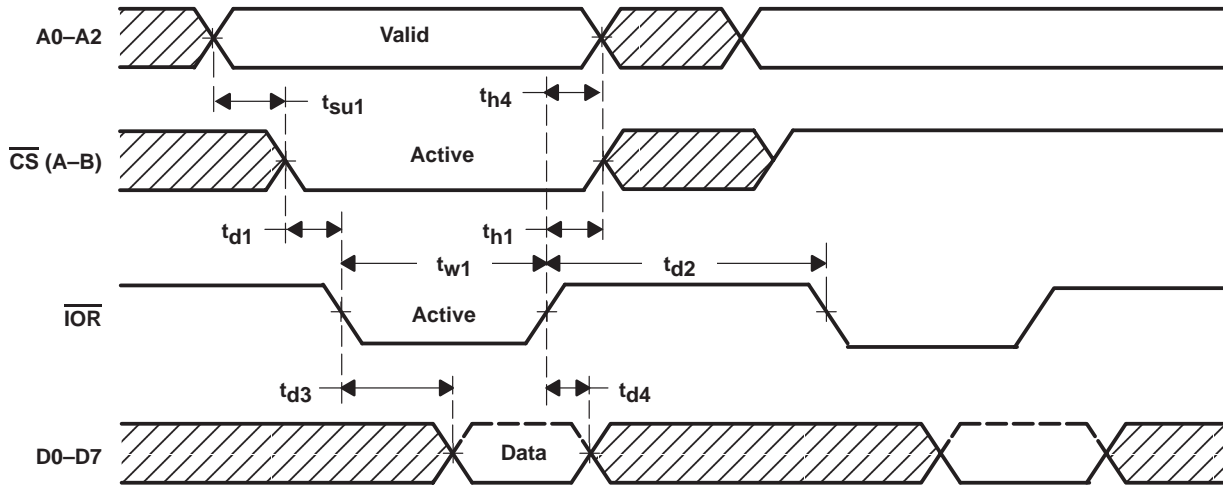 A0–A2
Valid
tsu1
th4
CS (A–B)
Active
td1
th1
tw1
td2
IOR
Active
td3
td4
D0–D7
Data